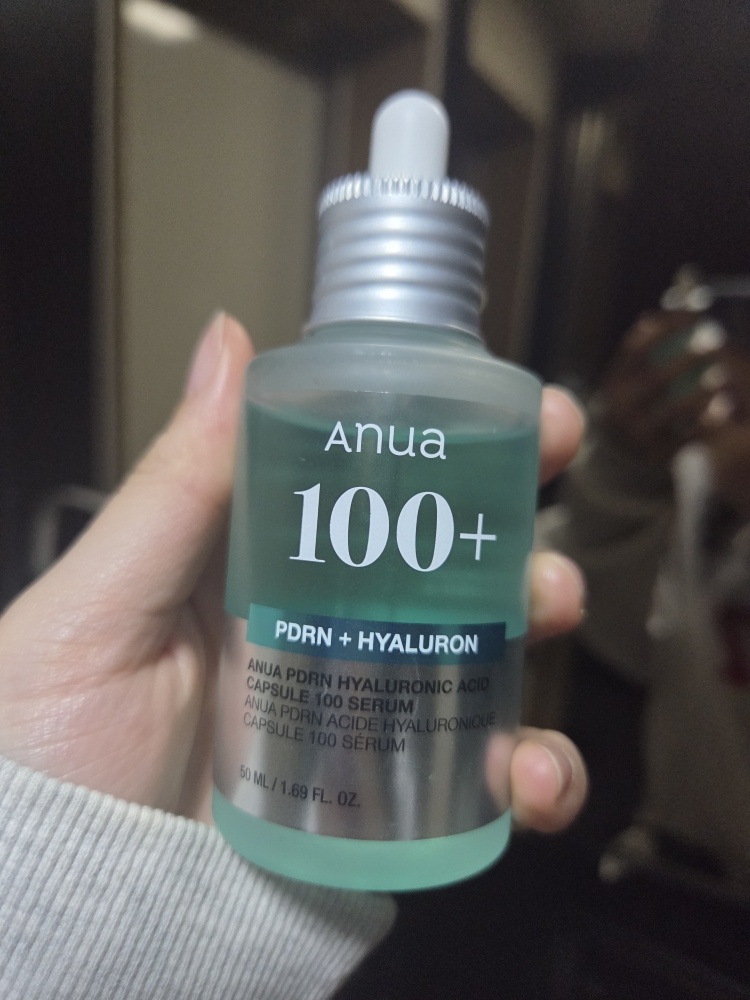 Anua
100+
PDRN + HYALURON
ANUA PDRN HYALURONIC ACID
CAPSULE 100 SERUM
ANUA PDRN ACIDE HYALURONIQUE
CAPSULE 100 SÉRUM
50 ML / 1.69 FL. OZ.